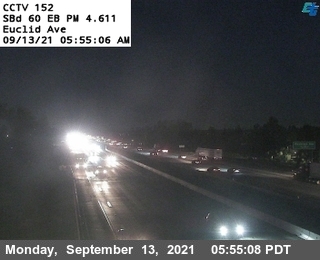 CCTV 152
SBd 60 EB PM 4.611
Euclid Ave
09/13/21 05:55:06 AM
Monday, September 13, 2021 05:55:08 PDT